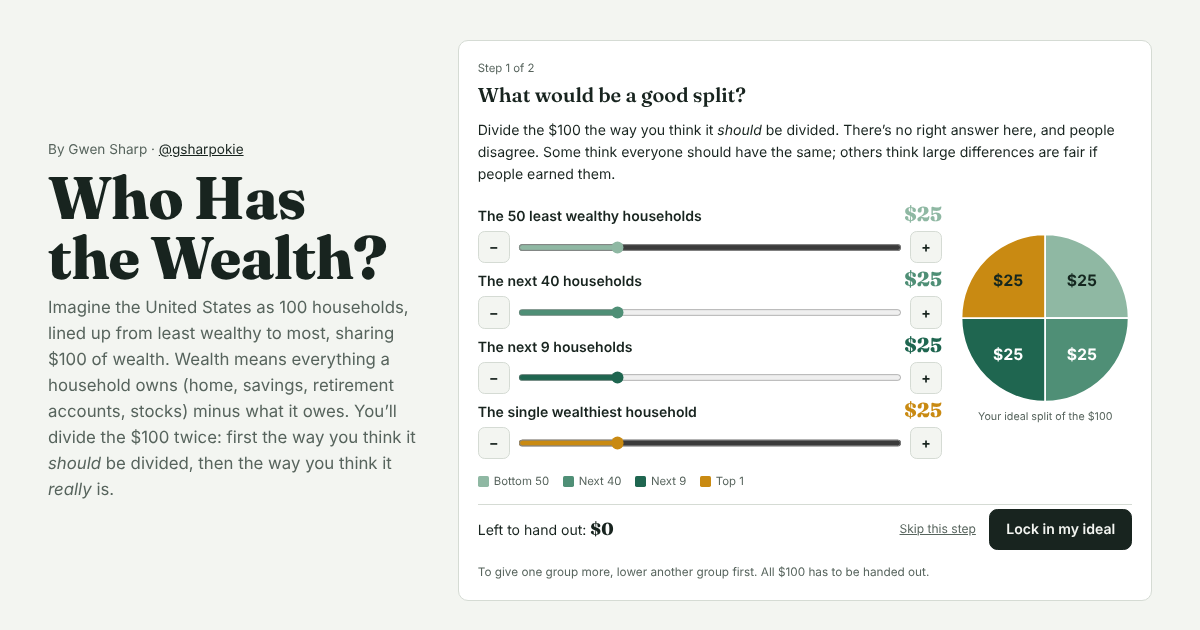 By Gwen Sharp · @gsharpokie
Who Has
the Wealth?
Imagine the United States as 100 households,
lined up from least wealthy to most, sharing
$100 of wealth. Wealth means everything a
household owns (home, savings, retirement
accounts, stocks) minus what it owes. You’ll
divide the $100 twice: first the way you think it
should be divided, then the way you think it
really is.
Step 1 of 2
What would be a good split?
Divide the $100 the way you think it should be divided. There’s no right answer here, and people
disagree. Some think everyone should have the same; others think large differences are fair if
people earned them.
The 50 least wealthy households $25
− +
The next 40 households $25
− +
The next 9 households $25
− +
The single wealthiest household $25
− +
$25 $25
$25 $25
Your ideal split of the $100
Bottom 50 Next 40 Next 9 Top 1
Left to hand out: $0 Skip this step Lock in my ideal
To give one group more, lower another group first. All $100 has to be handed out.